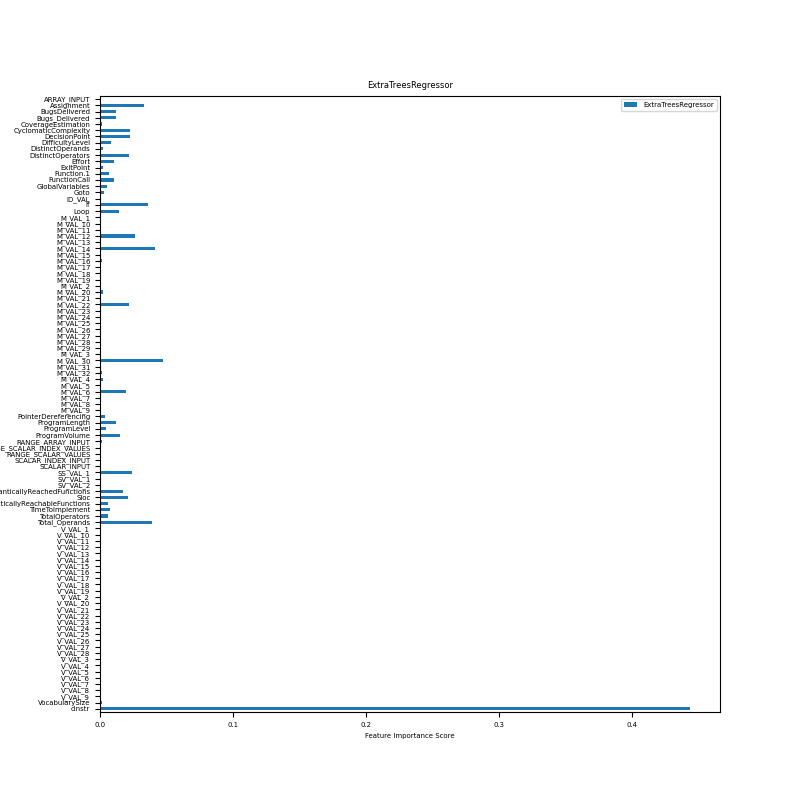 ExtraTreesRegressor
ExtraTreesRegressor
ARRAY_INPUT
Assignment
BugsDelivered
Bugs_Delivered
CoverageEstimation
CyclomaticComplexity
DecisionPoint
DifficultyLevel
DistinctOperands
DistinctOperators
Effort
ExitPoint
Function.1
FunctionCall
GlobalVariables
Goto
ID_VAL
If
Loop
M_VAL_1
M_VAL_10
M_VAL_11
M_VAL_12
M_VAL_13
M_VAL_14
M_VAL_15
M_VAL_16
M_VAL_17
M_VAL_18
M_VAL_19
M_VAL_2
M_VAL_20
M_VAL_21
M_VAL_22
M_VAL_23
M_VAL_24
M_VAL_25
M_VAL_26
M_VAL_27
M_VAL_28
M_VAL_29
M_VAL_3
M_VAL_30
M_VAL_31
M_VAL_32
M_VAL_4
M_VAL_5
M_VAL_6
M_VAL_7
M_VAL_8
M_VAL_9
PointerDereferencing
ProgramLength
ProgramLevel
ProgramVolume
RANGE_ARRAY_INPUT
E_SCALAR_INDEX_VALUES
RANGE_SCALAR_VALUES
SCALAR_INDEX_INPUT
SCALAR_INPUT
SS_VAL_1
SV_VAL_1
SV_VAL_2
anticallyReachedFunctions
Sloc
ticallyReachableFunctions
TimeToImplement
TotalOperators
Total_Operands
V_VAL_1
V_VAL_10
V_VAL_11
V_VAL_12
V_VAL_13
V_VAL_14
V_VAL_15
V_VAL_16
V_VAL_17
V_VAL_18
V_VAL_19
V_VAL_2
V_VAL_20
V_VAL_21
V_VAL_22
V_VAL_23
V_VAL_24
V_VAL_25
V_VAL_26
V_VAL_27
V_VAL_28
V_VAL_3
V_VAL_4
V_VAL_5
V_VAL_6
V_VAL_7
V_VAL_8
V_VAL_9
VocabularySize
cinstr
0.0 0.1 0.2 0.3 0.4
Feature Importance Score